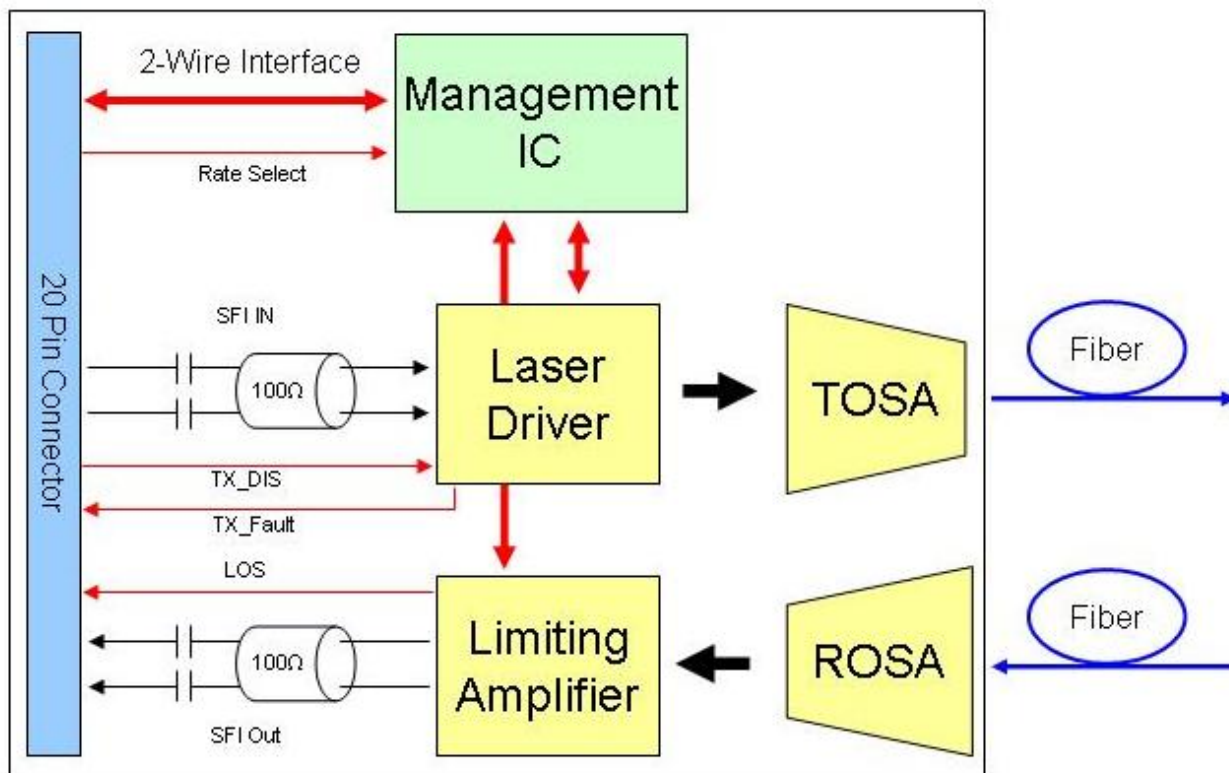 2-Wire Interface
Management
IC
Rate Select
20 Pin Connector
SFI IN
100Ω
Laser
Driver
TOSA
Fiber
TX_DIS
TX_Fault
LOS
100Ω
Limiting
Amplifier
ROSA
Fiber
SFI Out